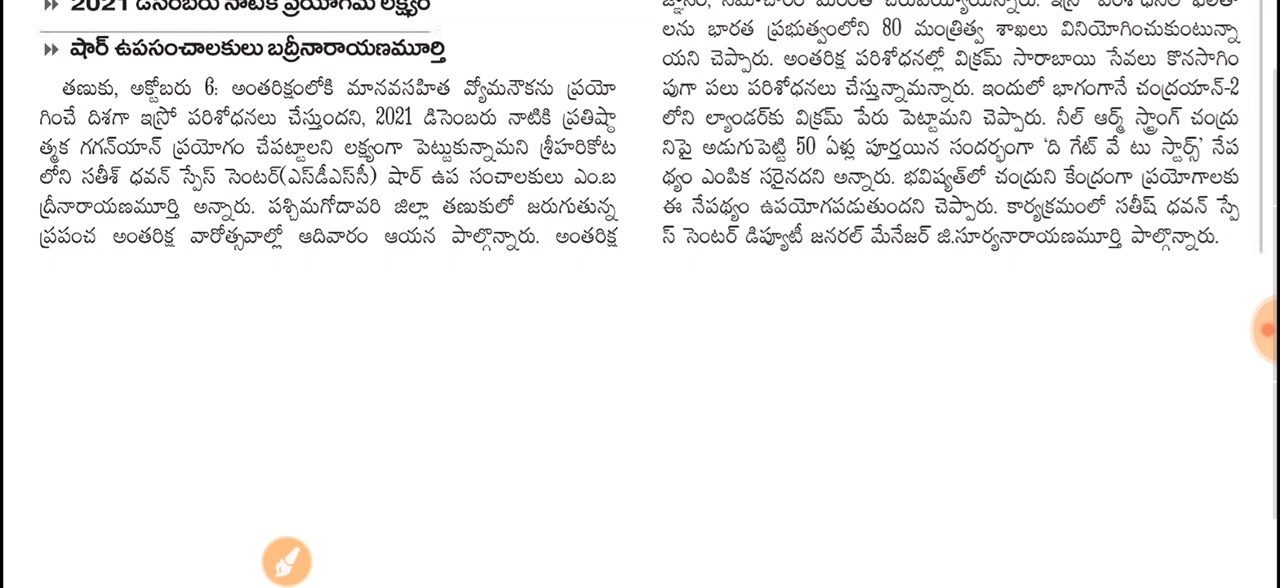 2021 డిసెంబరు నాటికి ప్రయోగమే లక్ష్యం
షార్ ఉపసంచాలకులు బద్రీనారాయణమూర్తి
తణుకు, అక్టోబరు 6: అంతరిక్షంలోకి మానవసహిత వ్యోమనౌకను ప్రయో
గించే దిశగా ఇస్రో పరిశోధనలు చేస్తుందని, 2021 డిసెంబరు నాటికి ప్రతిష్ఠా
త్మక గగన్‌యాన్ ప్రయోగం చేపట్టాలని లక్ష్యంగా పెట్టుకున్నామని శ్రీహరికోట
లోని సతీశ్ ధవన్ స్పేస్ సెంటర్(ఎస్‌డీఎస్‌సీ) షార్ ఉప సంచాలకులు ఎం.బ
ద్రీనారాయణమూర్తి అన్నారు. పశ్చిమగోదావరి జిల్లా తణుకులో జరుగుతున్న
ప్రపంచ అంతరిక్ష వారోత్సవాల్లో ఆదివారం ఆయన పాల్గొన్నారు. అంతరిక్ష
లను భారత ప్రభుత్వంలోని 80 మంత్రిత్వ శాఖలు వినియోగించుకుంటున్నా
యని చెప్పారు. అంతరిక్ష పరిశోధనల్లో విక్రమ్ సారాబాయి సేవలు కొనసాగిం
పుగా పలు పరిశోధనలు చేస్తున్నామన్నారు. ఇందులో భాగంగానే చంద్రయాన్-2
లోని ల్యాండర్‌కు విక్రమ్ పేరు పెట్టామని చెప్పారు. నీల్ ఆర్మ్ స్ట్రాంగ్ చంద్రు
నిపై అడుగుపెట్టి 50 ఏళ్లు పూర్తయిన సందర్భంగా ‘ది గేట్ వే టు స్టార్స్’ నేప
థ్యం ఎంపిక సరైనదని అన్నారు. భవిష్యత్‌లో చంద్రుని కేంద్రంగా ప్రయోగాలకు
ఈ నేపథ్యం ఉపయోగపడుతుందని చెప్పారు. కార్యక్రమంలో సతీష్ ధవన్ స్పే
స్ సెంటర్ డిప్యూటీ జనరల్ మేనేజర్ జి.సూర్యనారాయణమూర్తి పాల్గొన్నారు.